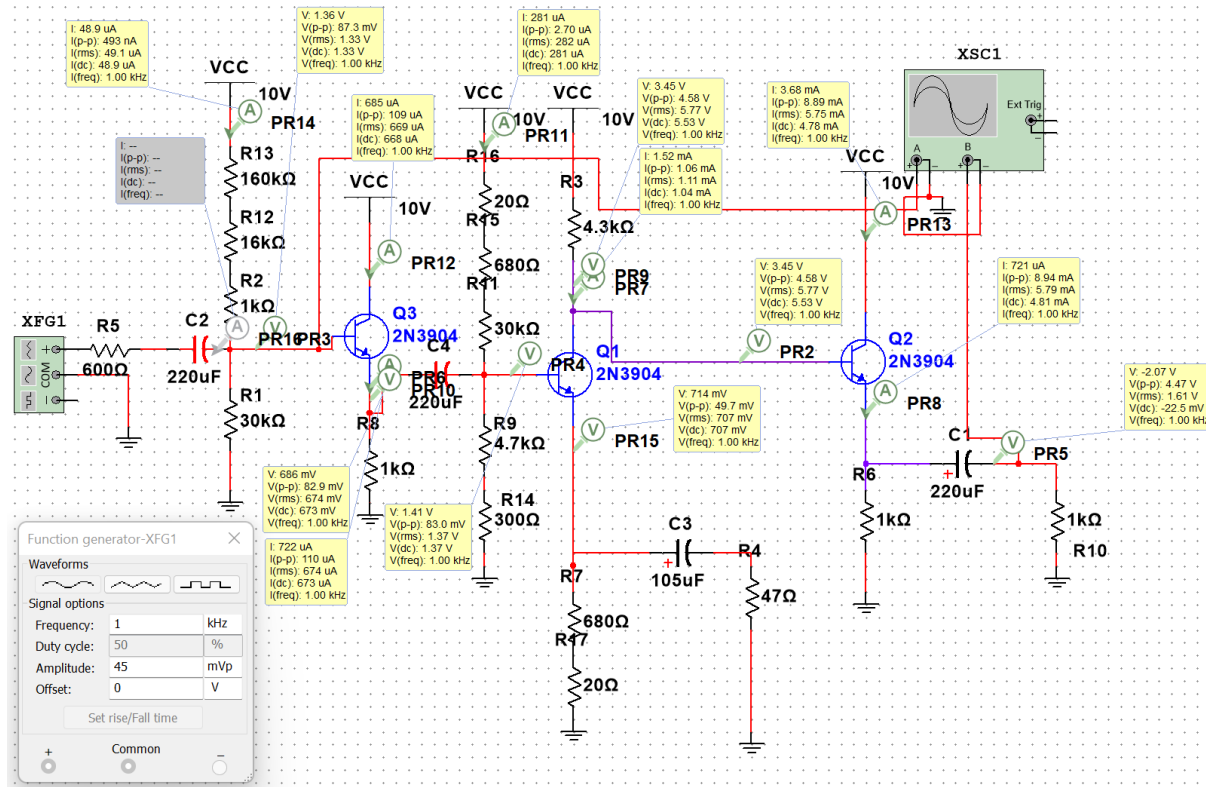 I: 48.9 uA
I(p-p): 493 nA
I(rms): 49.1 uA
I(dc): 48.9 uA
I(freq): 1.00 kHz
V: 1.36 V
V(p-p): 87.3 mV
V(rms): 1.33 V
V(dc): 1.33 V
V(freq): 1.00 kHz
I: 281 uA
I(p-p): 2.70 uA
I(rms): 282 uA
I(dc): 281 uA
I(freq): 1.00 kHz
XSC1
VCC
10V
A
PR14
I: 685 uA
I(p-p): 109 uA
I(rms): 669 uA
I(dc): 668 uA
I(freq): 1.00 kHz
VCC
10V
A
PR11
VCC
10V
V: 3.45 V
V(p-p): 4.58 V
V(rms): 5.77 V
V(dc): 5.53 V
V(freq): 1.00 kHz
I: 1.52 mA
I(p-p): 1.06 mA
I(rms): 1.11 mA
I(dc): 1.04 mA
I(freq): 1.00 kHz
I: 3.68 mA
I(p-p): 8.89 mA
I(rms): 5.75 mA
I(dc): 4.78 mA
I(freq): 1.00 kHz
Ext Trig
A
B
VCC
10V
A
PR13
I: --
I(p-p): --
I(rms): --
I(dc): --
I(freq): --
R13
160kΩ
R12
16kΩ
R2
1kΩ
VCC
10V
A
PR12
R16
20Ω
R15
680Ω
R11
30kΩ
R3
4.3kΩ
V
PR9
A
PR7
V: 3.45 V
V(p-p): 4.58 V
V(rms): 5.77 V
V(dc): 5.53 V
V(freq): 1.00 kHz
I: 721 uA
I(p-p): 8.94 mA
I(rms): 5.79 mA
I(dc): 4.81 mA
I(freq): 1.00 kHz
XFG1
COM
R5
600Ω
C2
220uF
A
PR16
V
PR3
Q3
2N3904
C4
220uF
A
PR6
V
PR10
V
PR4
Q1
2N3904
V
PR2
Q2
2N3904
A
PR8
R1
30kΩ
R8
1kΩ
R9
4.7kΩ
R14
300Ω
V: 714 mV
V(p-p): 49.7 mV
V(rms): 707 mV
V(dc): 707 mV
V(freq): 1.00 kHz
V
PR15
V: -2.07 V
V(p-p): 4.47 V
V(rms): 1.61 V
V(dc): -22.5 mV
V(freq): 1.00 kHz
C1
220uF
V
PR5
R6
1kΩ
1kΩ
R10
V: 686 mV
V(p-p): 82.9 mV
V(rms): 674 mV
V(dc): 673 mV
V(freq): 1.00 kHz
I: 722 uA
I(p-p): 110 uA
I(rms): 674 uA
I(dc): 673 uA
I(freq): 1.00 kHz
V: 1.41 V
V(p-p): 83.0 mV
V(rms): 1.37 V
V(dc): 1.37 V
V(freq): 1.00 kHz
C3
105uF
R4
47Ω
R7
680Ω
R17
20Ω
Function generator-XFG1
Waveforms
Signal options
Frequency: 1 kHz
Duty cycle: 50 %
Amplitude: 45 mVp
Offset: 0 V
Set rise/Fall time
+ Common −